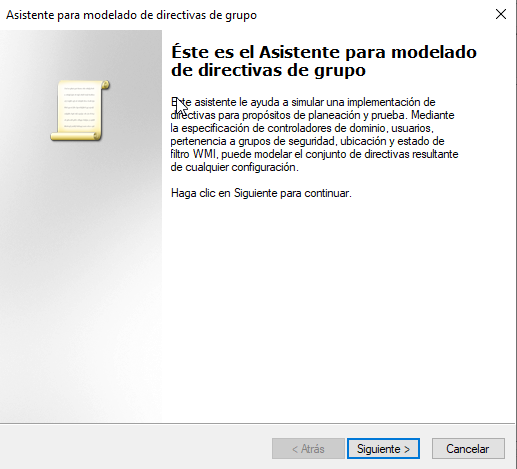 Asistente para modelado de directivas de grupo
Éste es el Asistente para modelado
de directivas de grupo
Este asistente le ayuda a simular una implementación de
directivas para propósitos de planeación y prueba. Mediante
la especificación de controladores de dominio, usuarios,
pertenencia a grupos de seguridad, ubicación y estado de
filtro WMI, puede modelar el conjunto de directivas resultante
de cualquier configuración.
Haga clic en Siguiente para continuar.
< Atrás
Siguiente >
Cancelar